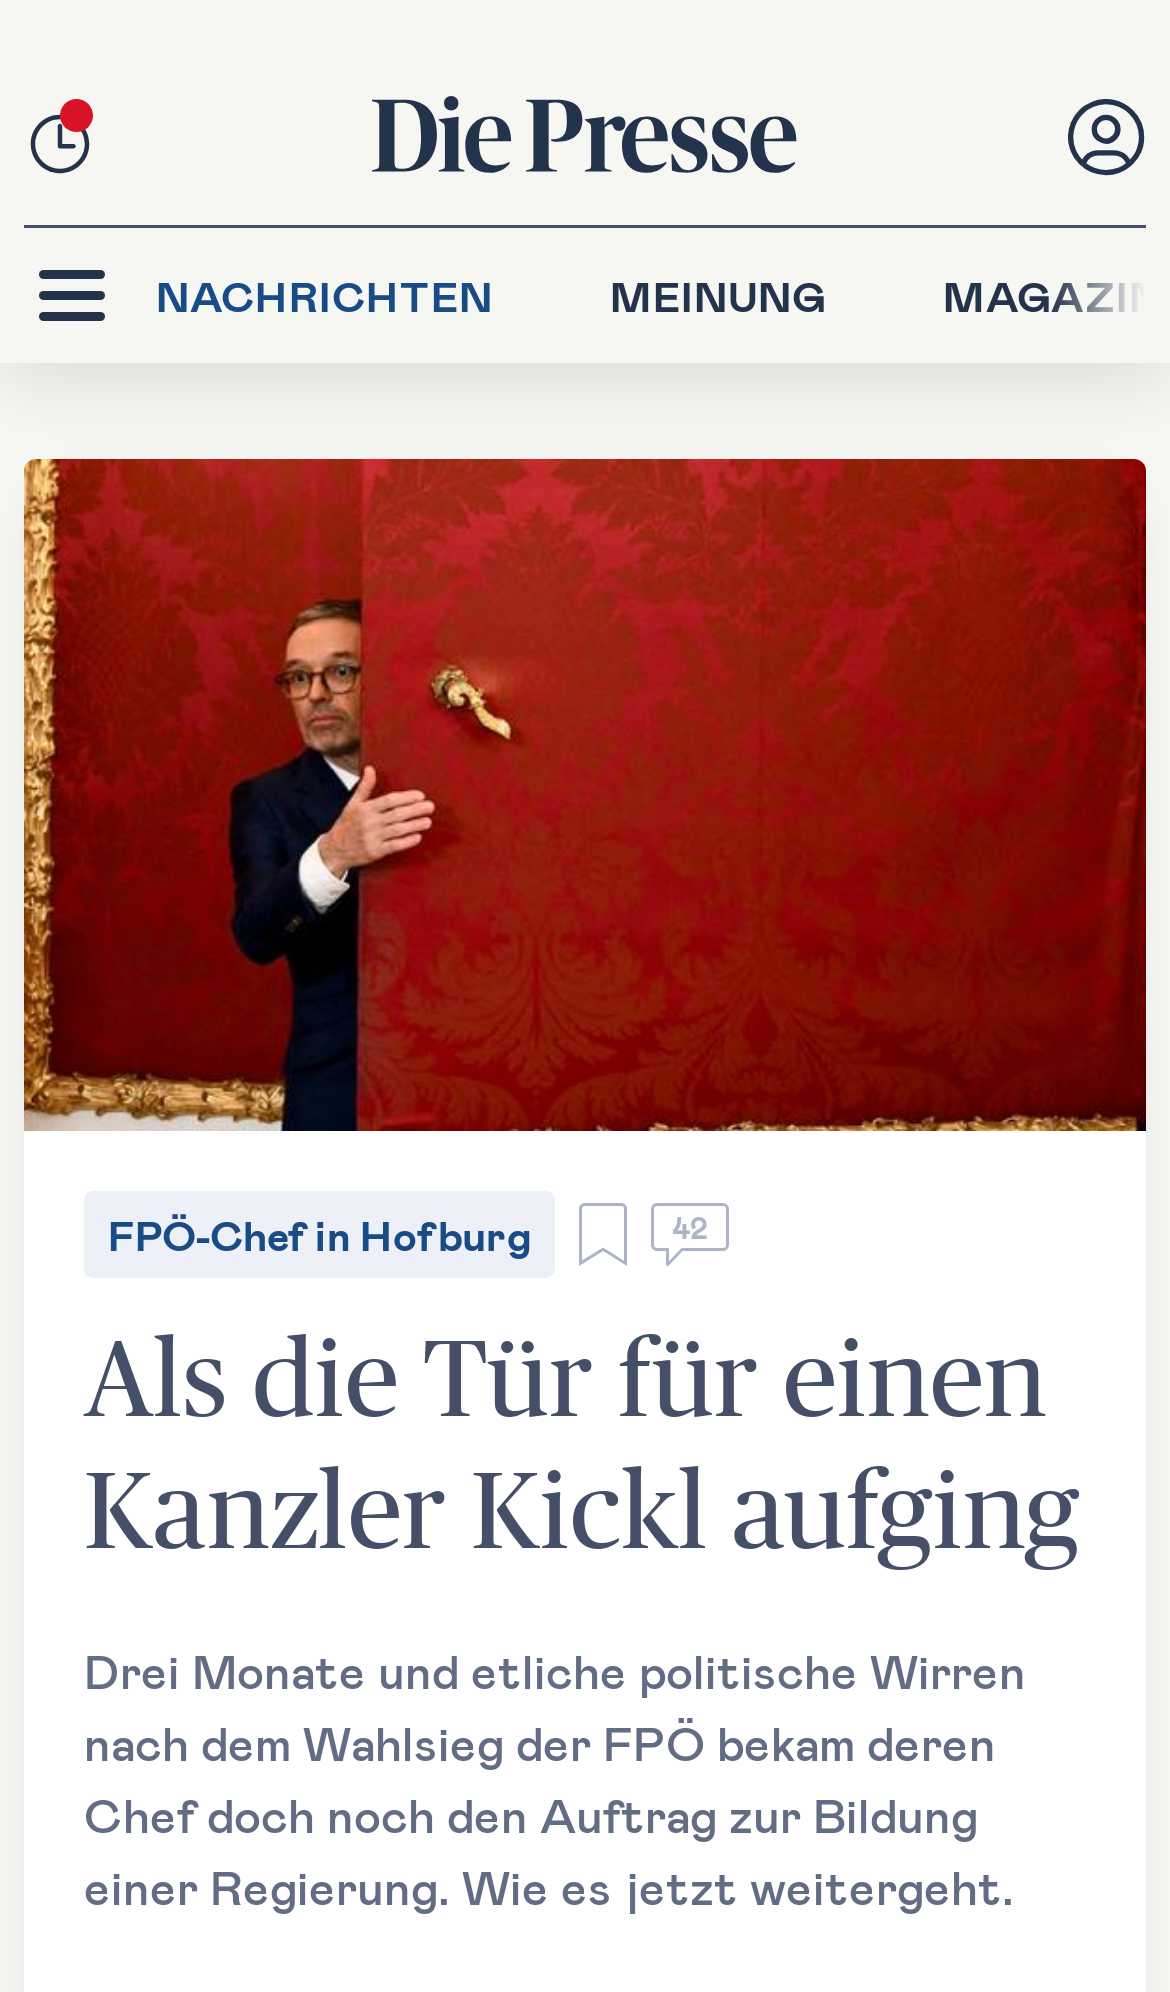 Die Presse
NACHRICHTEN MEINUNG MAGAZIN
FPÖ-Chef in Hofburg 42
Als die Tür für einen
Kanzler Kickl aufging
Drei Monate und etliche politische Wirren
nach dem Wahlsieg der FPÖ bekam deren
Chef doch noch den Auftrag zur Bildung
einer Regierung. Wie es jetzt weitergeht.